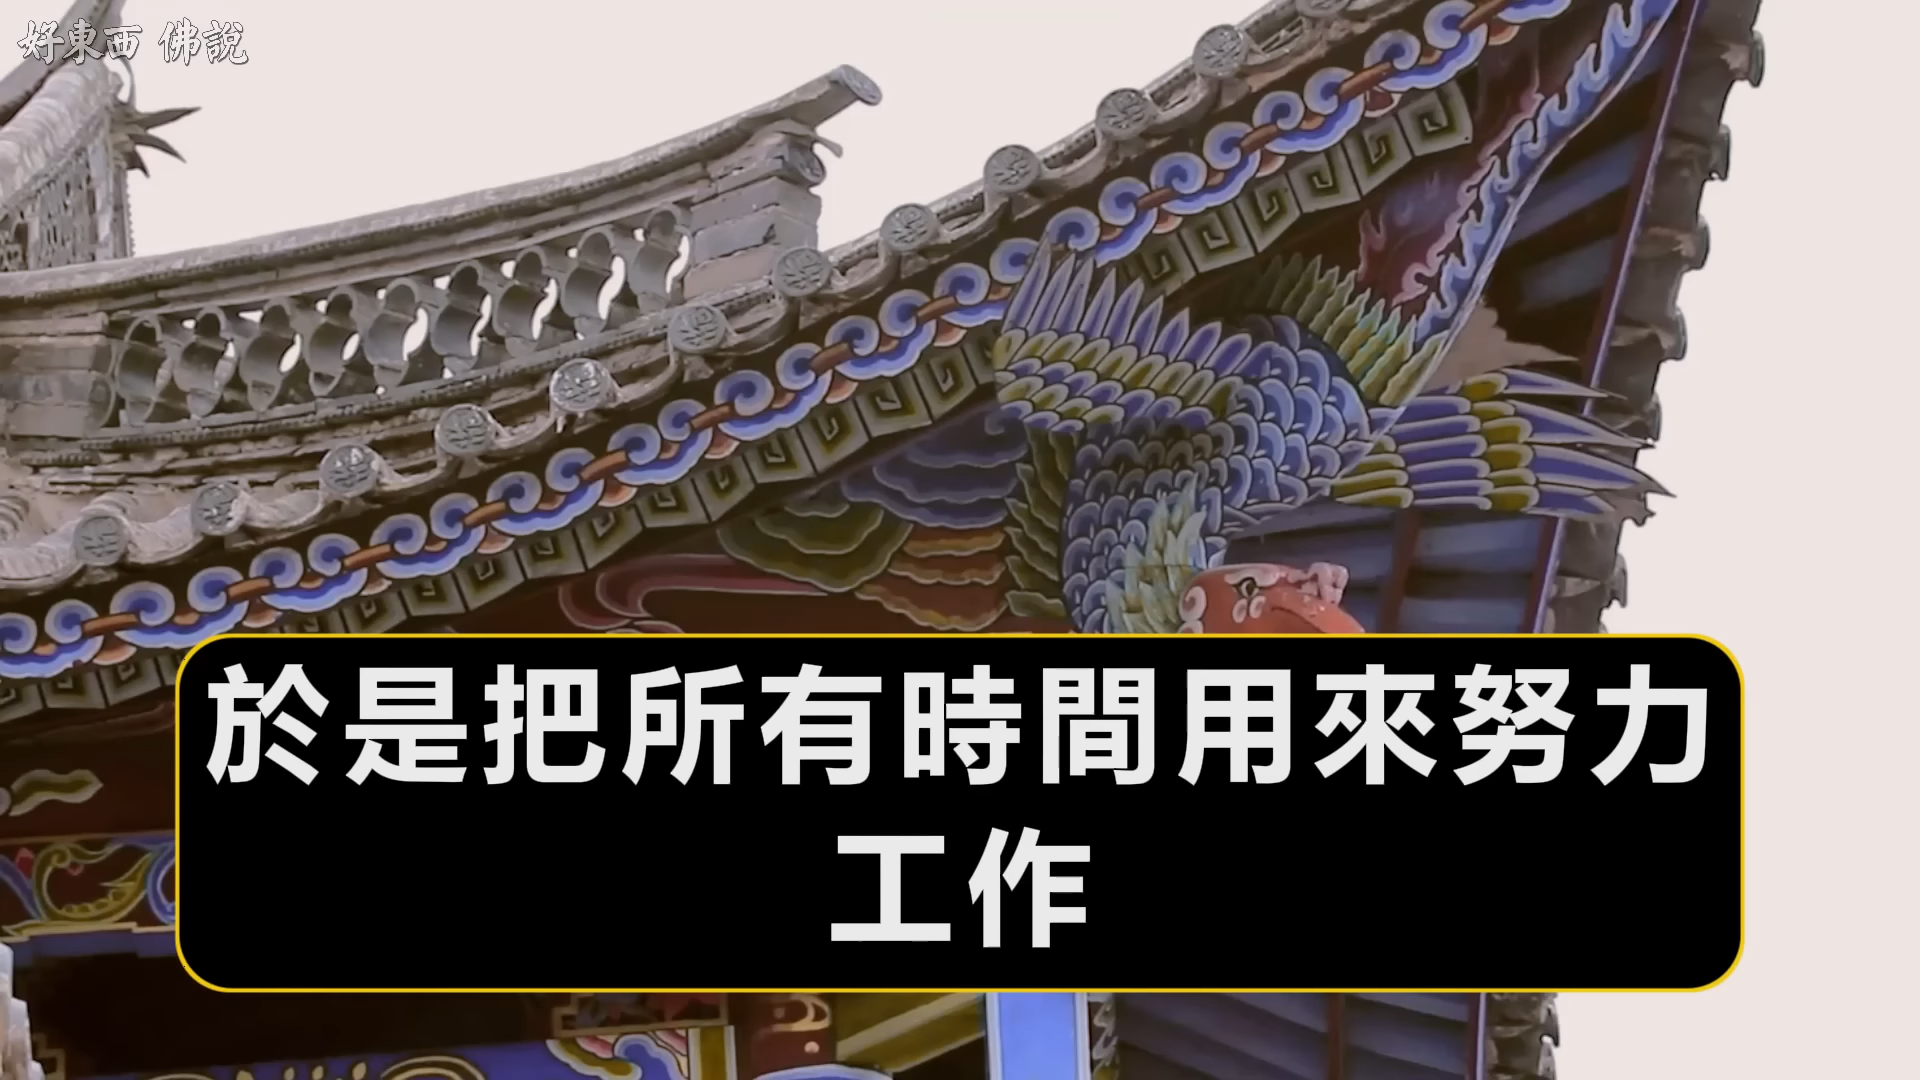 好東西 佛說
於是把所有時間用來努力
工作